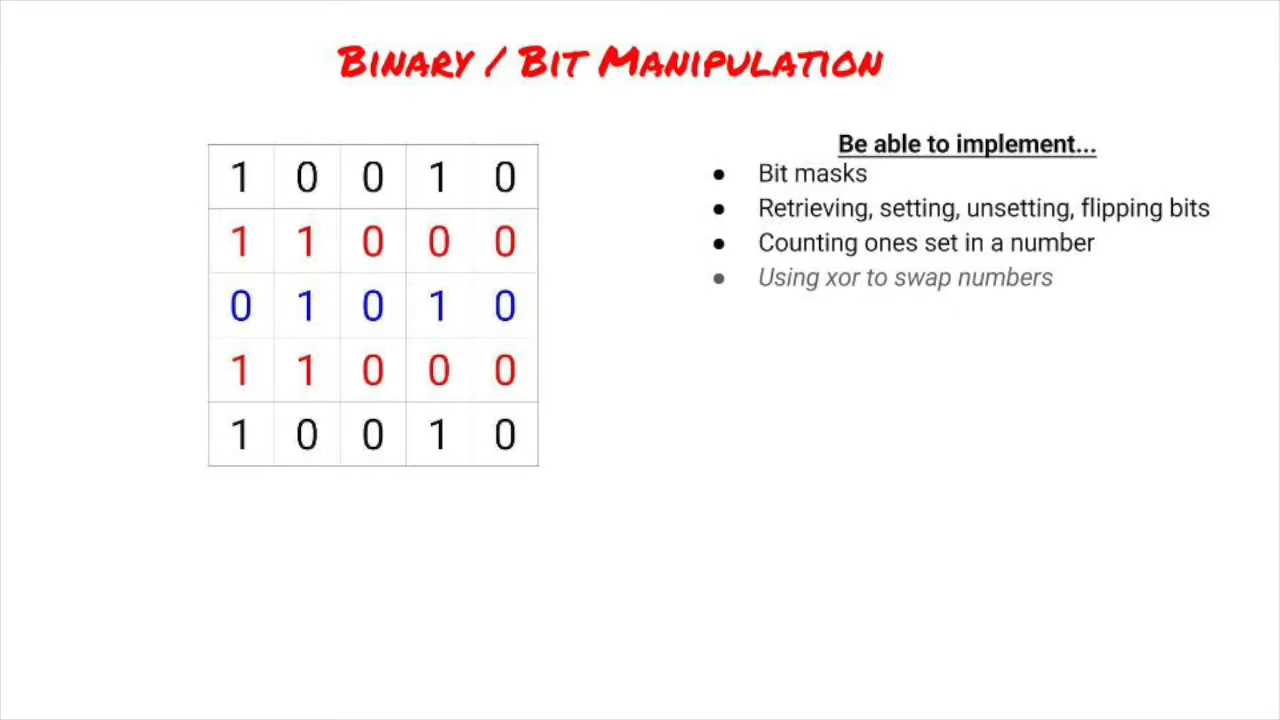 BINARY / BIT MANIPULATION
1 0 0 1 0
1 1 0 0 0
0 1 0 1 0
1 1 0 0 0
1 0 0 1 0
Be able to implement...
● Bit masks
● Retrieving, setting, unsetting, flipping bits
● Counting ones set in a number
● Using xor to swap numbers